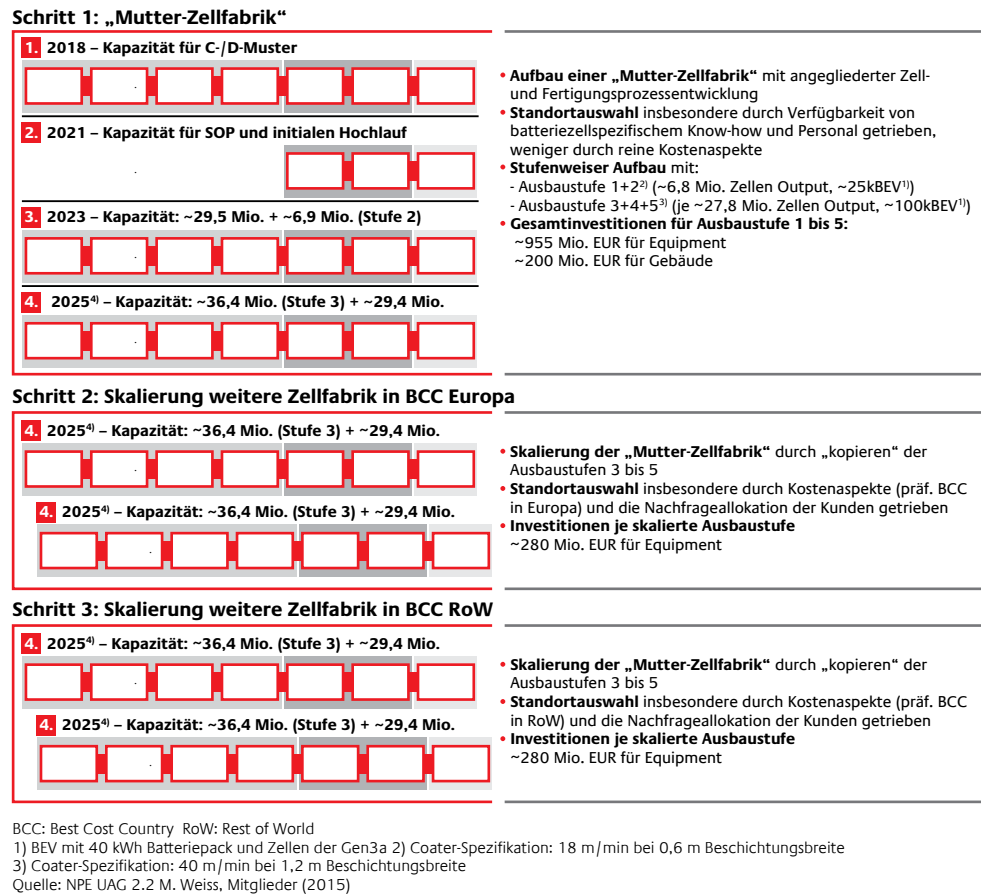 Schritt 1: „Mutter-Zellfabrik“
1. 2018 – Kapazität für C-/D-Muster
2. 2021 – Kapazität für SOP und initialen Hochlauf
3. 2023 – Kapazität: ~29,5 Mio. + ~6,9 Mio. (Stufe 2)
4. 2025⁴⁾ – Kapazität: ~36,4 Mio. (Stufe 3) + ~29,4 Mio.
• Aufbau einer „Mutter-Zellfabrik“ mit angegliederter Zell-
und Fertigungsprozessentwicklung
• Standortauswahl insbesondere durch Verfügbarkeit von
batteriezellspezifischem Know-how und Personal getrieben,
weniger durch reine Kostenaspekte
• Stufenweiser Aufbau mit:
- Ausbaustufe 1+2²⁾ (~6,8 Mio. Zellen Output, ~25kBEV¹⁾)
- Ausbaustufe 3+4+5³⁾ (je ~27,8 Mio. Zellen Output, ~100kBEV¹⁾)
• Gesamtinvestitionen für Ausbaustufe 1 bis 5:
~955 Mio. EUR für Equipment
~200 Mio. EUR für Gebäude
Schritt 2: Skalierung weitere Zellfabrik in BCC Europa
4. 2025⁴⁾ – Kapazität: ~36,4 Mio. (Stufe 3) + ~29,4 Mio.
4. 2025⁴⁾ – Kapazität: ~36,4 Mio. (Stufe 3) + ~29,4 Mio.
• Skalierung der „Mutter-Zellfabrik“ durch „kopieren“ der
Ausbaustufen 3 bis 5
• Standortauswahl insbesondere durch Kostenaspekte (präf. BCC
in Europa) und die Nachfrageallokation der Kunden getrieben
• Investitionen je skalierte Ausbaustufe
~280 Mio. EUR für Equipment
Schritt 3: Skalierung weitere Zellfabrik in BCC RoW
4. 2025⁴⁾ – Kapazität: ~36,4 Mio. (Stufe 3) + ~29,4 Mio.
4. 2025⁴⁾ – Kapazität: ~36,4 Mio. (Stufe 3) + ~29,4 Mio.
• Skalierung der „Mutter-Zellfabrik“ durch „kopieren“ der
Ausbaustufen 3 bis 5
• Standortauswahl insbesondere durch Kostenaspekte (präf. BCC
in RoW) und die Nachfrageallokation der Kunden getrieben
• Investitionen je skalierte Ausbaustufe
~280 Mio. EUR für Equipment
BCC: Best Cost Country RoW: Rest of World
1) BEV mit 40 kWh Batteriepack und Zellen der Gen3a 2) Coater-Spezifikation: 18 m/min bei 0,6 m Beschichtungsbreite
3) Coater-Spezifikation: 40 m/min bei 1,2 m Beschichtungsbreite
Quelle: NPE UAG 2.2 M. Weiss, Mitglieder (2015)